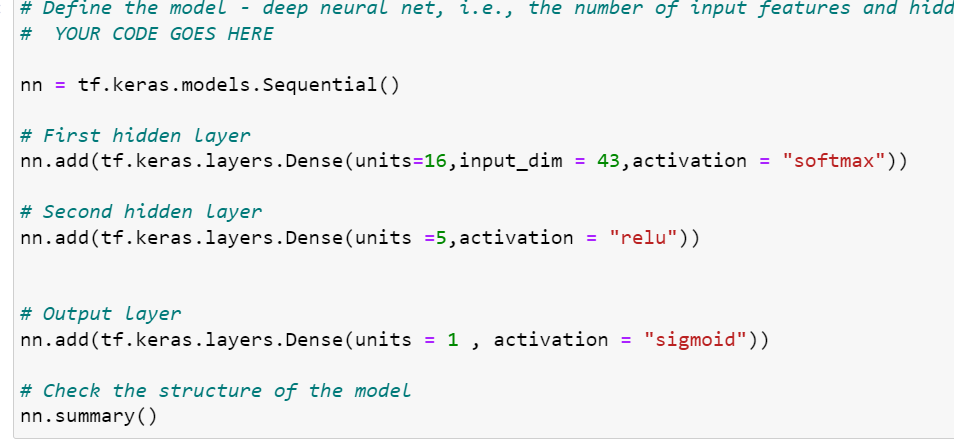 # Define the model - deep neural net, i.e., the number of input features and hidd
# YOUR CODE GOES HERE
nn = tf.keras.models.Sequential()
# First hidden layer
nn.add(tf.keras.layers.Dense(units=16,input_dim = 43,activation = "softmax"))
# Second hidden layer
nn.add(tf.keras.layers.Dense(units =5,activation = "relu"))
# Output layer
nn.add(tf.keras.layers.Dense(units = 1 , activation = "sigmoid"))
# Check the structure of the model
nn.summary()